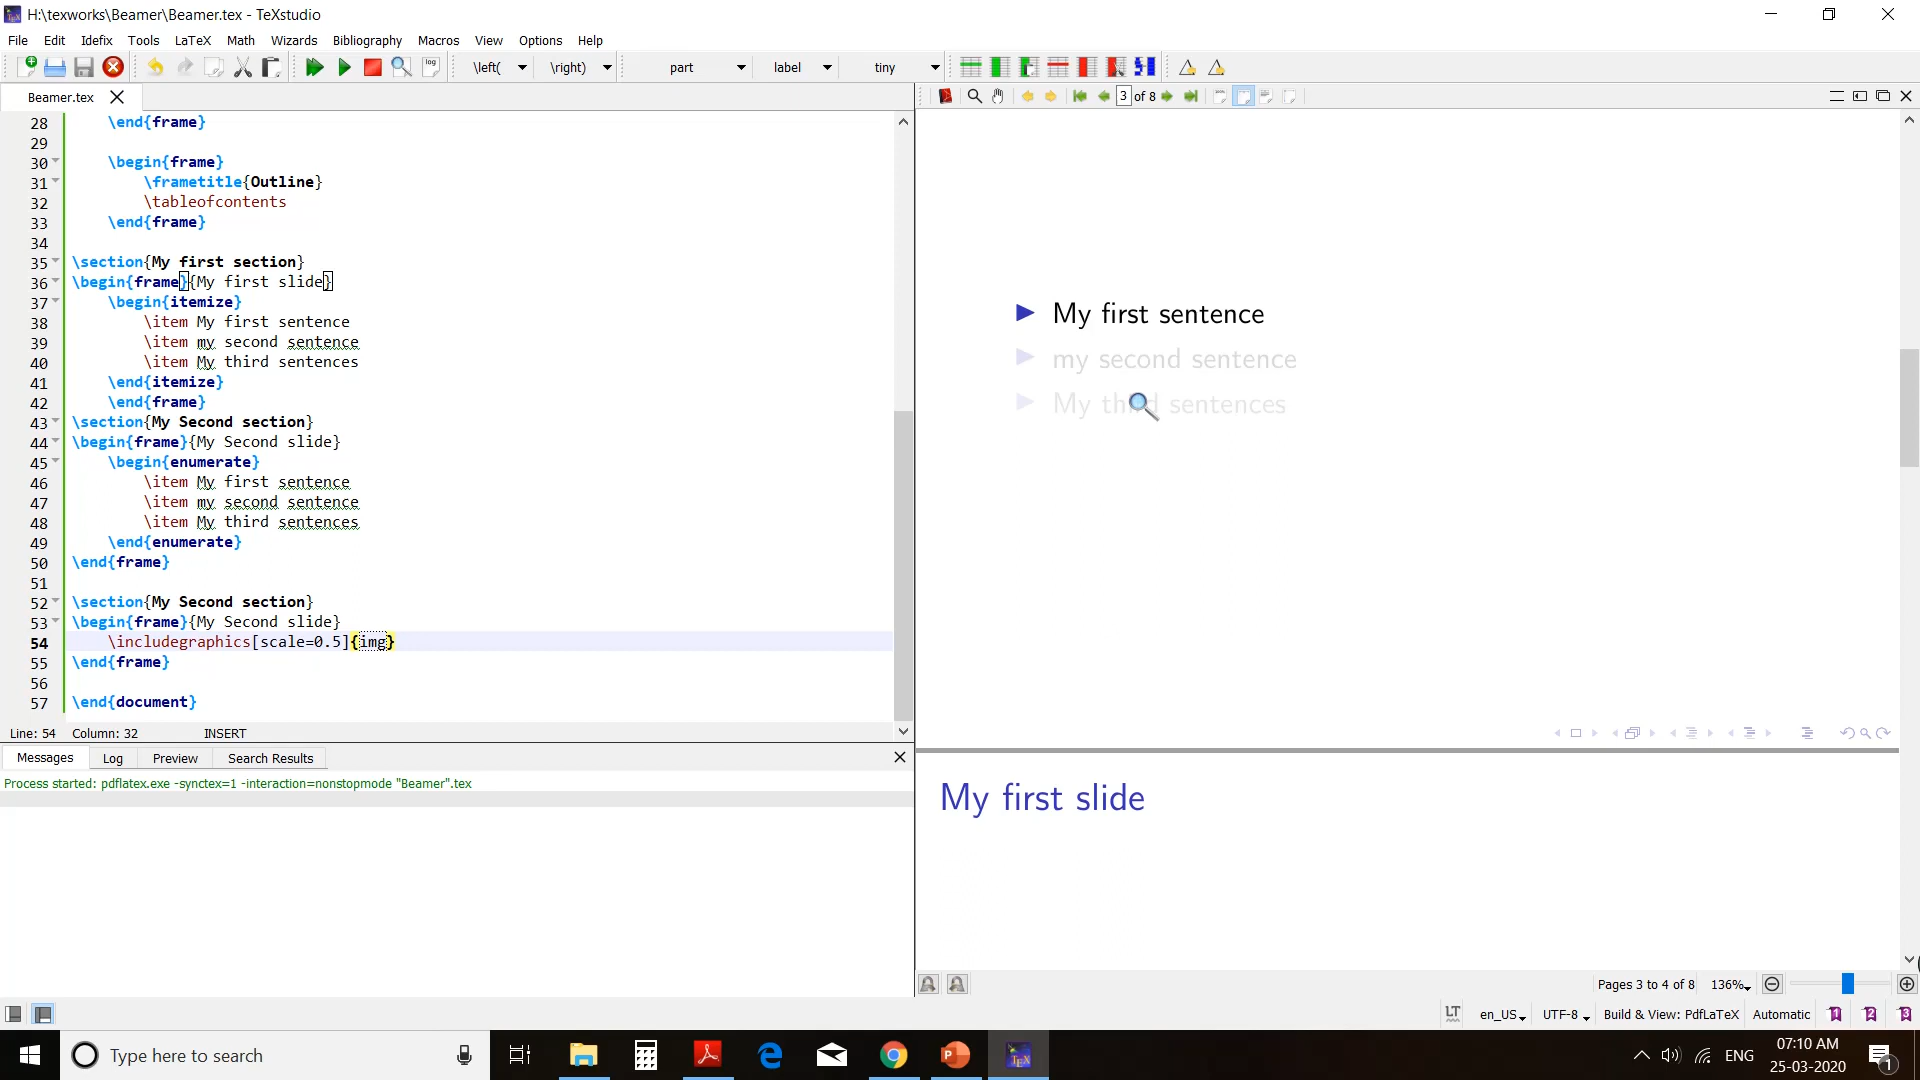 H:\texworks\Beamer\Beamer.tex - TeXstudio
File Edit Idefix Tools LaTeX Math Wizards Bibliography Macros View Options Help
log \left( \right) part label tiny
Beamer.tex
3 of 8
28 \end{frame}
29
30 \begin{frame}
31 \frametitle{Outline}
32 \tableofcontents
33 \end{frame}
34
35 \section{My first section}
36 \begin{frame}{My first slide}
37 \begin{itemize}
38 \item My first sentence
39 \item my second sentence
40 \item My third sentences
41 \end{itemize}
42 \end{frame}
43 \section{My Second section}
44 \begin{frame}{My Second slide}
45 \begin{enumerate}
46 \item My first sentence
47 \item my second sentence
48 \item My third sentences
49 \end{enumerate}
50 \end{frame}
51
52 \section{My Second section}
53 \begin{frame}{My Second slide}
54 \includegraphics[scale=0.5]{img}
55 \end{frame}
56
57 \end{document}
Line: 54 Column: 32 INSERT
Messages Log Preview Search Results
Process started: pdflatex.exe -synctex=1 -interaction=nonstopmode "Beamer".tex
My first sentence
my second sentence
My third sentences
My first slide
Pages 3 to 4 of 8 136%
LT en_US UTF-8 Build & View: PdfLaTeX Automatic 1 2 3
Type here to search
ENG
07:10 AM
25-03-2020
1